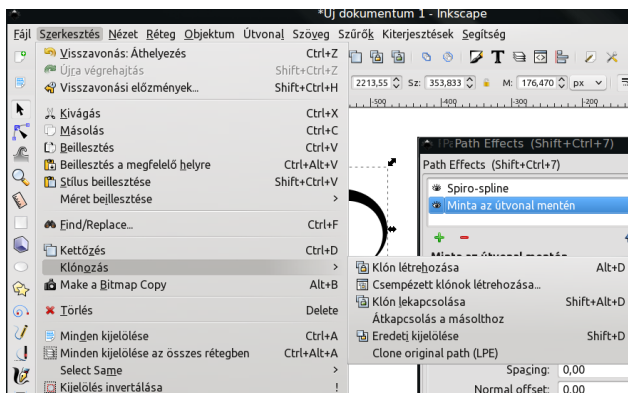 *Új dokumentum 1 - Inkscape
Fájl Szerkesztés Nézet Réteg Objektum Útvonal Szöveg Szűrők Kiterjesztések Segítség
Visszavonás: Áthelyezés Ctrl+Z
Újra végrehajtás Shift+Ctrl+Z
Visszavonási előzmények... Shift+Ctrl+H
2213,55 Sz: 353,833 M: 176,470 px
-500 -400 -300 -200
Kivágás Ctrl+X
Másolás Ctrl+C
Beillesztés Ctrl+V
Beillesztés a megfelelő helyre Ctrl+Alt+V
Stílus beillesztése Shift+Ctrl+V
Méret beillesztése >
Find/Replace... Ctrl+F
Kettőzés Ctrl+D
Klónozás >
Make a Bitmap Copy Alt+B
Törlés Delete
Minden kijelölése Ctrl+A
Minden kijelölése az összes rétegben Ctrl+Alt+A
Select Same >
Kijelölés invertálása !
Path Effects (Shift+Ctrl+7)
Path Effects (Shift+Ctrl+7)
Spiro-spline
Minta az útvonal mentén
Minta az útvonal mentén
Klón létrehozása Alt+D
Csempézett klónok létrehozása...
Klón lekapcsolása Shift+Alt+D
Átkapcsolás a másolthoz
Eredeti kijelölése Shift+D
Clone original path (LPE)
Spacing: 0,00
Normal offset: 0,00